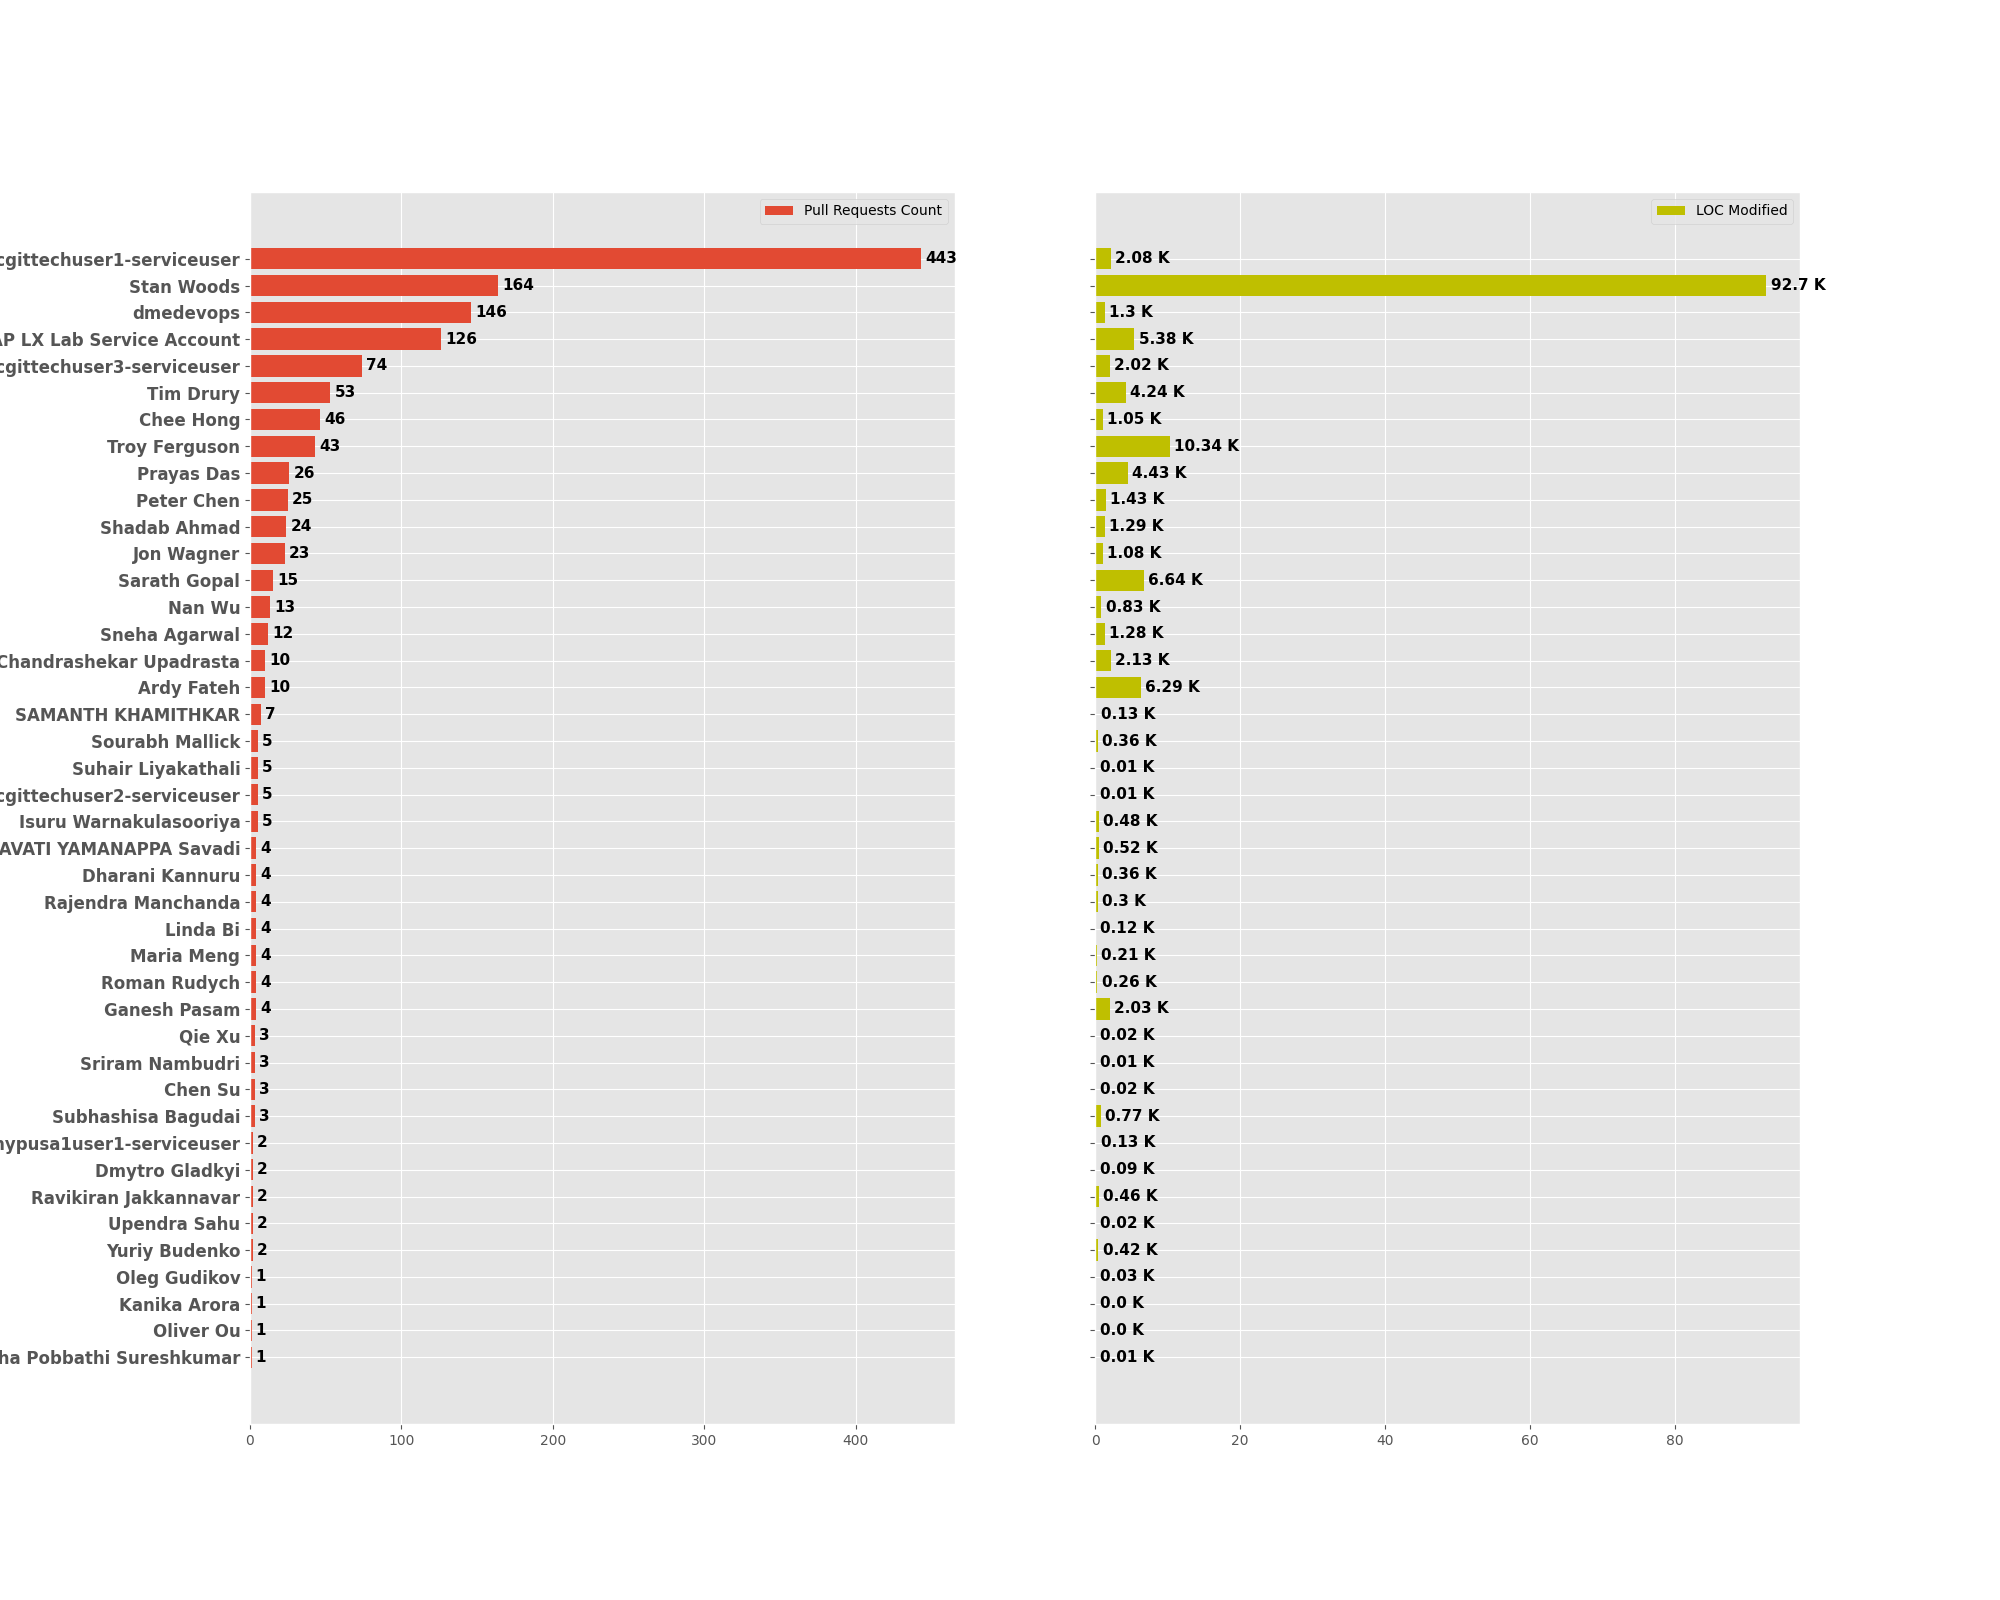 Pull Requests Count
LOC Modified
cgittechuser1-serviceuser 443 2.08 K
Stan Woods 164 92.7 K
dmedevops 146 1.3 K
AP LX Lab Service Account 126 5.38 K
cgittechuser3-serviceuser 74 2.02 K
Tim Drury 53 4.24 K
Chee Hong 46 1.05 K
Troy Ferguson 43 10.34 K
Prayas Das 26 4.43 K
Peter Chen 25 1.43 K
Shadab Ahmad 24 1.29 K
Jon Wagner 23 1.08 K
Sarath Gopal 15 6.64 K
Nan Wu 13 0.83 K
Sneha Agarwal 12 1.28 K
Chandrashekar Upadrasta 10 2.13 K
Ardy Fateh 10 6.29 K
SAMANTH KHAMITHKAR 7 0.13 K
Sourabh Mallick 5 0.36 K
Suhair Liyakathali 5 0.01 K
cgittechuser2-serviceuser 5 0.01 K
Isuru Warnakulasooriya 5 0.48 K
AVATI YAMANAPPA Savadi 4 0.52 K
Dharani Kannuru 4 0.36 K
Rajendra Manchanda 4 0.3 K
Linda Bi 4 0.12 K
Maria Meng 4 0.21 K
Roman Rudych 4 0.26 K
Ganesh Pasam 4 2.03 K
Qie Xu 3 0.02 K
Sriram Nambudri 3 0.01 K
Chen Su 3 0.02 K
Subhashisa Bagudai 3 0.77 K
ypusa1user1-serviceuser 2 0.13 K
Dmytro Gladkyi 2 0.09 K
Ravikiran Jakkannavar 2 0.46 K
Upendra Sahu 2 0.02 K
Yuriy Budenko 2 0.42 K
Oleg Gudikov 1 0.03 K
Kanika Arora 1 0.0 K
Oliver Ou 1 0.0 K
ha Pobbathi Sureshkumar 1 0.01 K
0 100 200 300 400
0 20 40 60 80